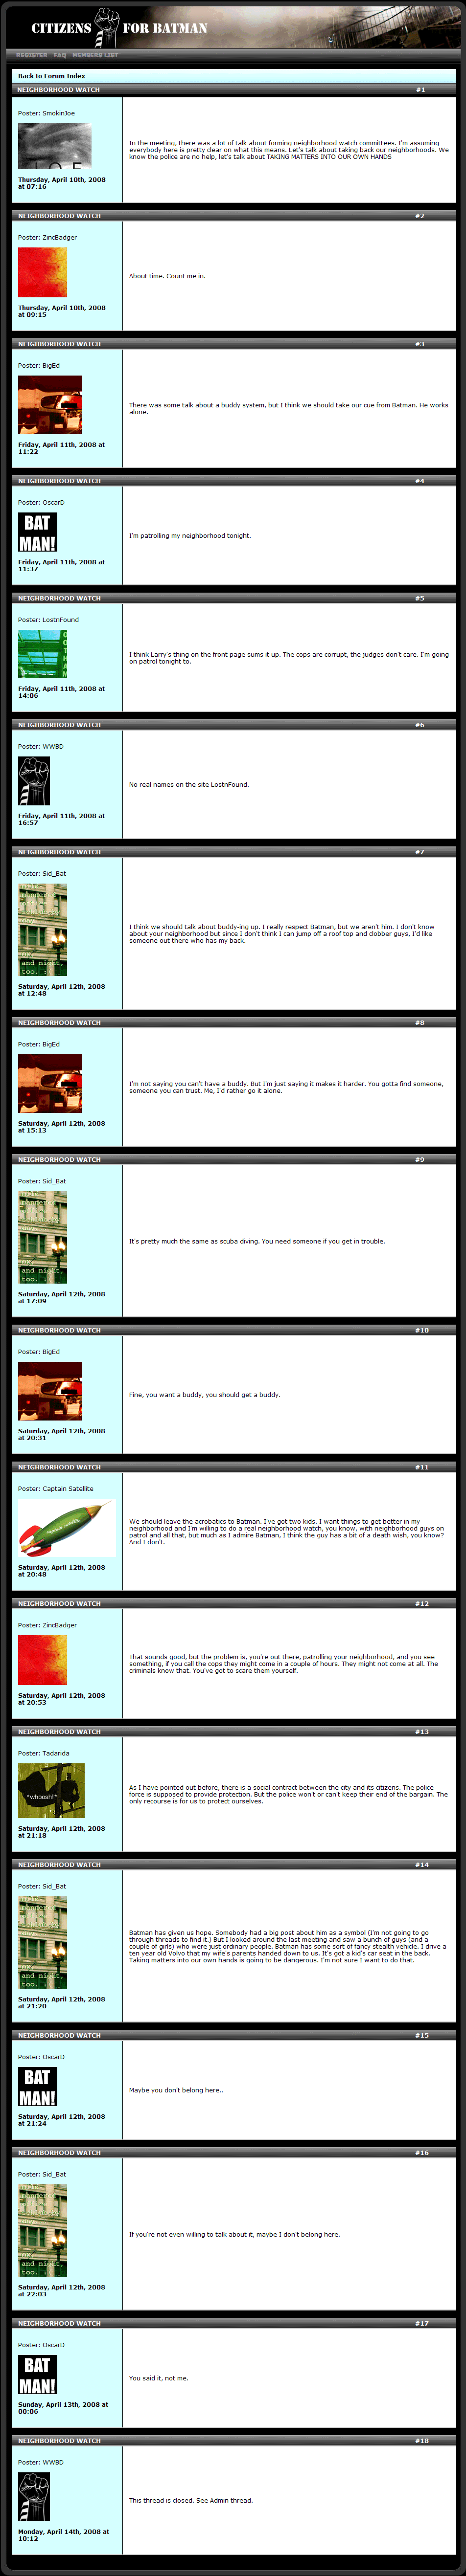 CITIZENS FOR BATMAN
REGISTER FAQ MEMBERS LIST
Back to Forum Index
NEIGHBORHOOD WATCH #1
Poster: SmokinJoe
Thursday, April 10th, 2008
at 07:16
In the meeting, there was a lot of talk about forming neighborhood watch committees. I'm assuming
everybody here is pretty clear on what this means. Let's talk about taking back our neighborhoods. We
know the police are no help, let's talk about TAKING MATTERS INTO OUR OWN HANDS
NEIGHBORHOOD WATCH #2
Poster: ZincBadger
Thursday, April 10th, 2008
at 09:15
About time. Count me in.
NEIGHBORHOOD WATCH #3
Poster: BigEd
Friday, April 11th, 2008 at
11:22
There was some talk about a buddy system, but I think we should take our cue from Batman. He works
alone.
NEIGHBORHOOD WATCH #4
Poster: OscarD
BAT
MAN!
Friday, April 11th, 2008 at
11:37
I'm patrolling my neighborhood tonight.
NEIGHBORHOOD WATCH #5
Poster: LostnFound
Friday, April 11th, 2008 at
14:06
I think Larry's thing on the front page sums it up. The cops are corrupt, the judges don't care. I'm going
on patrol tonight to.
NEIGHBORHOOD WATCH #6
Poster: WWBD
Friday, April 11th, 2008 at
16:57
No real names on the site LostnFound.
NEIGHBORHOOD WATCH #7
Poster: Sid_Bat
and night,
too.
Saturday, April 12th, 2008
at 12:48
I think we should talk about buddy-ing up. I really respect Batman, but we aren't him. I don't know
about your neighborhood but since I don't think I can jump off a roof top and clobber guys, I'd like
someone out there who has my back.
NEIGHBORHOOD WATCH #8
Poster: BigEd
Saturday, April 12th, 2008
at 15:13
I'm not saying you can't have a buddy. But I'm just saying it makes it harder. You gotta find someone,
someone you can trust. Me, I'd rather go it alone.
NEIGHBORHOOD WATCH #9
Poster: Sid_Bat
and night,
too.
Saturday, April 12th, 2008
at 17:09
It's pretty much the same as scuba diving. You need someone if you get in trouble.
NEIGHBORHOOD WATCH #10
Poster: BigEd
Saturday, April 12th, 2008
at 20:31
Fine, you want a buddy, you should get a buddy.
NEIGHBORHOOD WATCH #11
Poster: Captain Satellite
Saturday, April 12th, 2008
at 20:48
We should leave the acrobatics to Batman. I've got two kids. I want things to get better in my
neighborhood and I'm willing to do a real neighborhood watch, you know, with neighborhood guys on
patrol and all that, but much as I admire Batman, I think the guy has a bit of a death wish, you know?
And I don't.
NEIGHBORHOOD WATCH #12
Poster: ZincBadger
Saturday, April 12th, 2008
at 20:53
That sounds good, but the problem is, you're out there, patrolling your neighborhood, and you see
something, if you call the cops they might come in a couple of hours. They might not come at all. The
criminals know that. You've got to scare them yourself.
NEIGHBORHOOD WATCH #13
Poster: Tadarida
*whoosh!*
Saturday, April 12th, 2008
at 21:18
As I have pointed out before, there is a social contract between the city and its citizens. The police
force is supposed to provide protection. But the police won't or can't keep their end of the bargain. The
only recourse is for us to protect ourselves.
NEIGHBORHOOD WATCH #14
Poster: Sid_Bat
and night,
too.
Saturday, April 12th, 2008
at 21:20
Batman has given us hope. Somebody had a big post about him as a symbol (I'm not going to go
through threads to find it.) But I looked around the last meeting and saw a bunch of guys (and a
couple of girls) who were just ordinary people. Batman has some sort of fancy stealth vehicle. I drive a
ten year old Volvo that my wife's parents handed down to us. It's got a kid's car seat in the back.
Taking matters into our own hands is going to be dangerous. I'm not sure I want to do that.
NEIGHBORHOOD WATCH #15
Poster: OscarD
BAT
MAN!
Saturday, April 12th, 2008
at 21:24
Maybe you don't belong here..
NEIGHBORHOOD WATCH #16
Poster: Sid_Bat
and night,
too.
Saturday, April 12th, 2008
at 22:03
If you're not even willing to talk about it, maybe I don't belong here.
NEIGHBORHOOD WATCH #17
Poster: OscarD
BAT
MAN!
Sunday, April 13th, 2008 at
00:06
You said it, not me.
NEIGHBORHOOD WATCH #18
Poster: WWBD
Monday, April 14th, 2008 at
10:12
This thread is closed. See Admin thread.